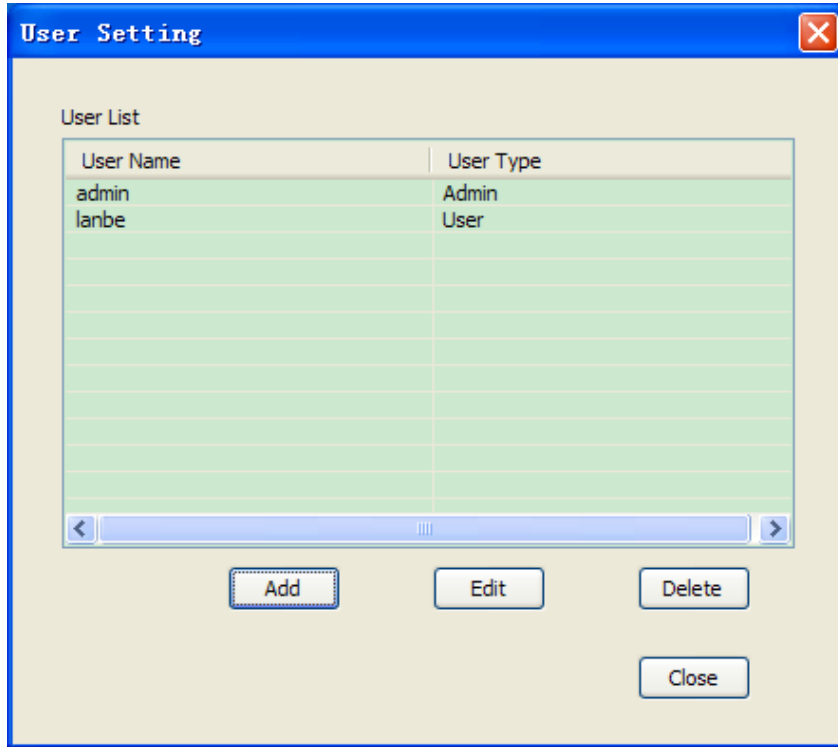 User Setting
User List
User Name User Type
admin Admin
lanbe User
Add Edit Delete
Close